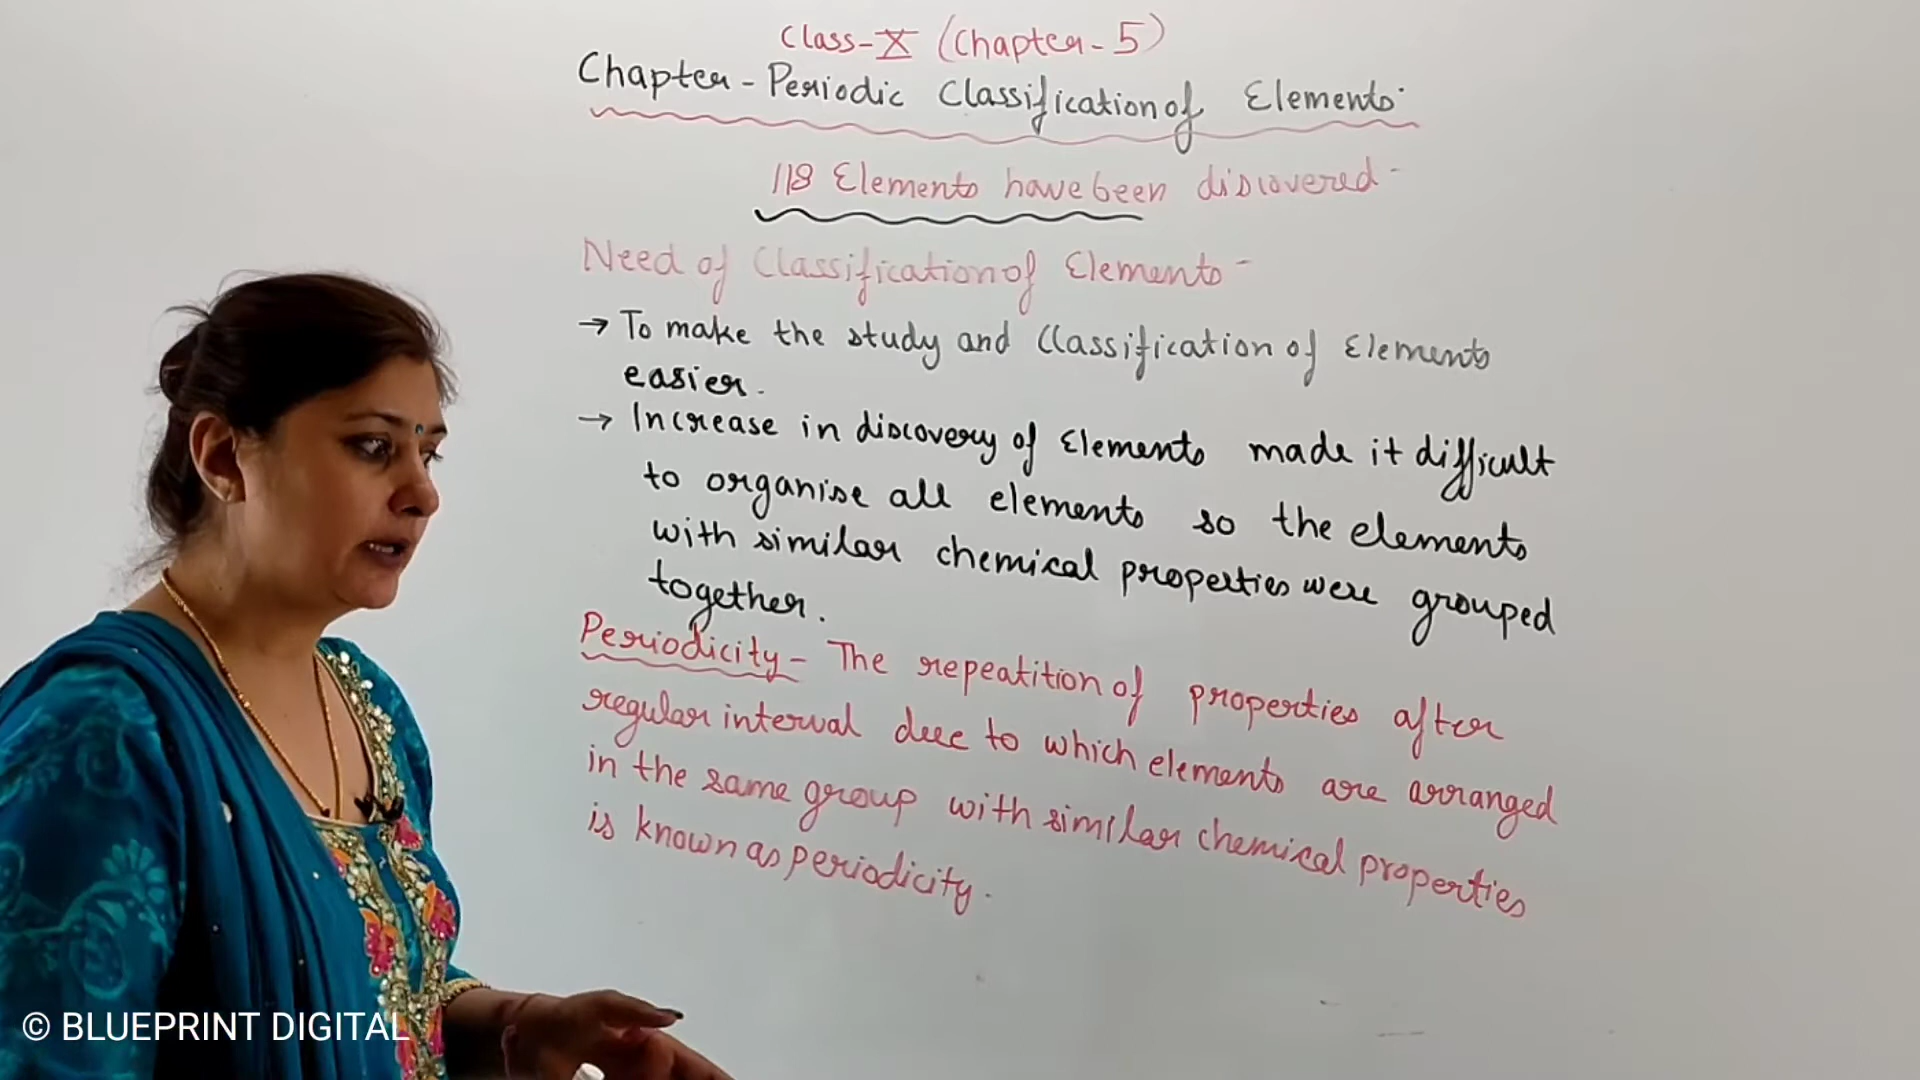 Class-X (Chapter-5)
Chapter-Periodic Classification of Elements
118 Elements have been discovered-
Need of Classification of Elements-
→ To make the study and Classification of Elements
easier.
→ Increase in discovery of Elements made it difficult
to organise all elements so the elements
with similar chemical properties were grouped
together.
Periodicity- The repeatition of properties after
regular interval due to which elements are arranged
in the same group with similar chemical properties
is known as periodicity.
© BLUEPRINT DIGITAL